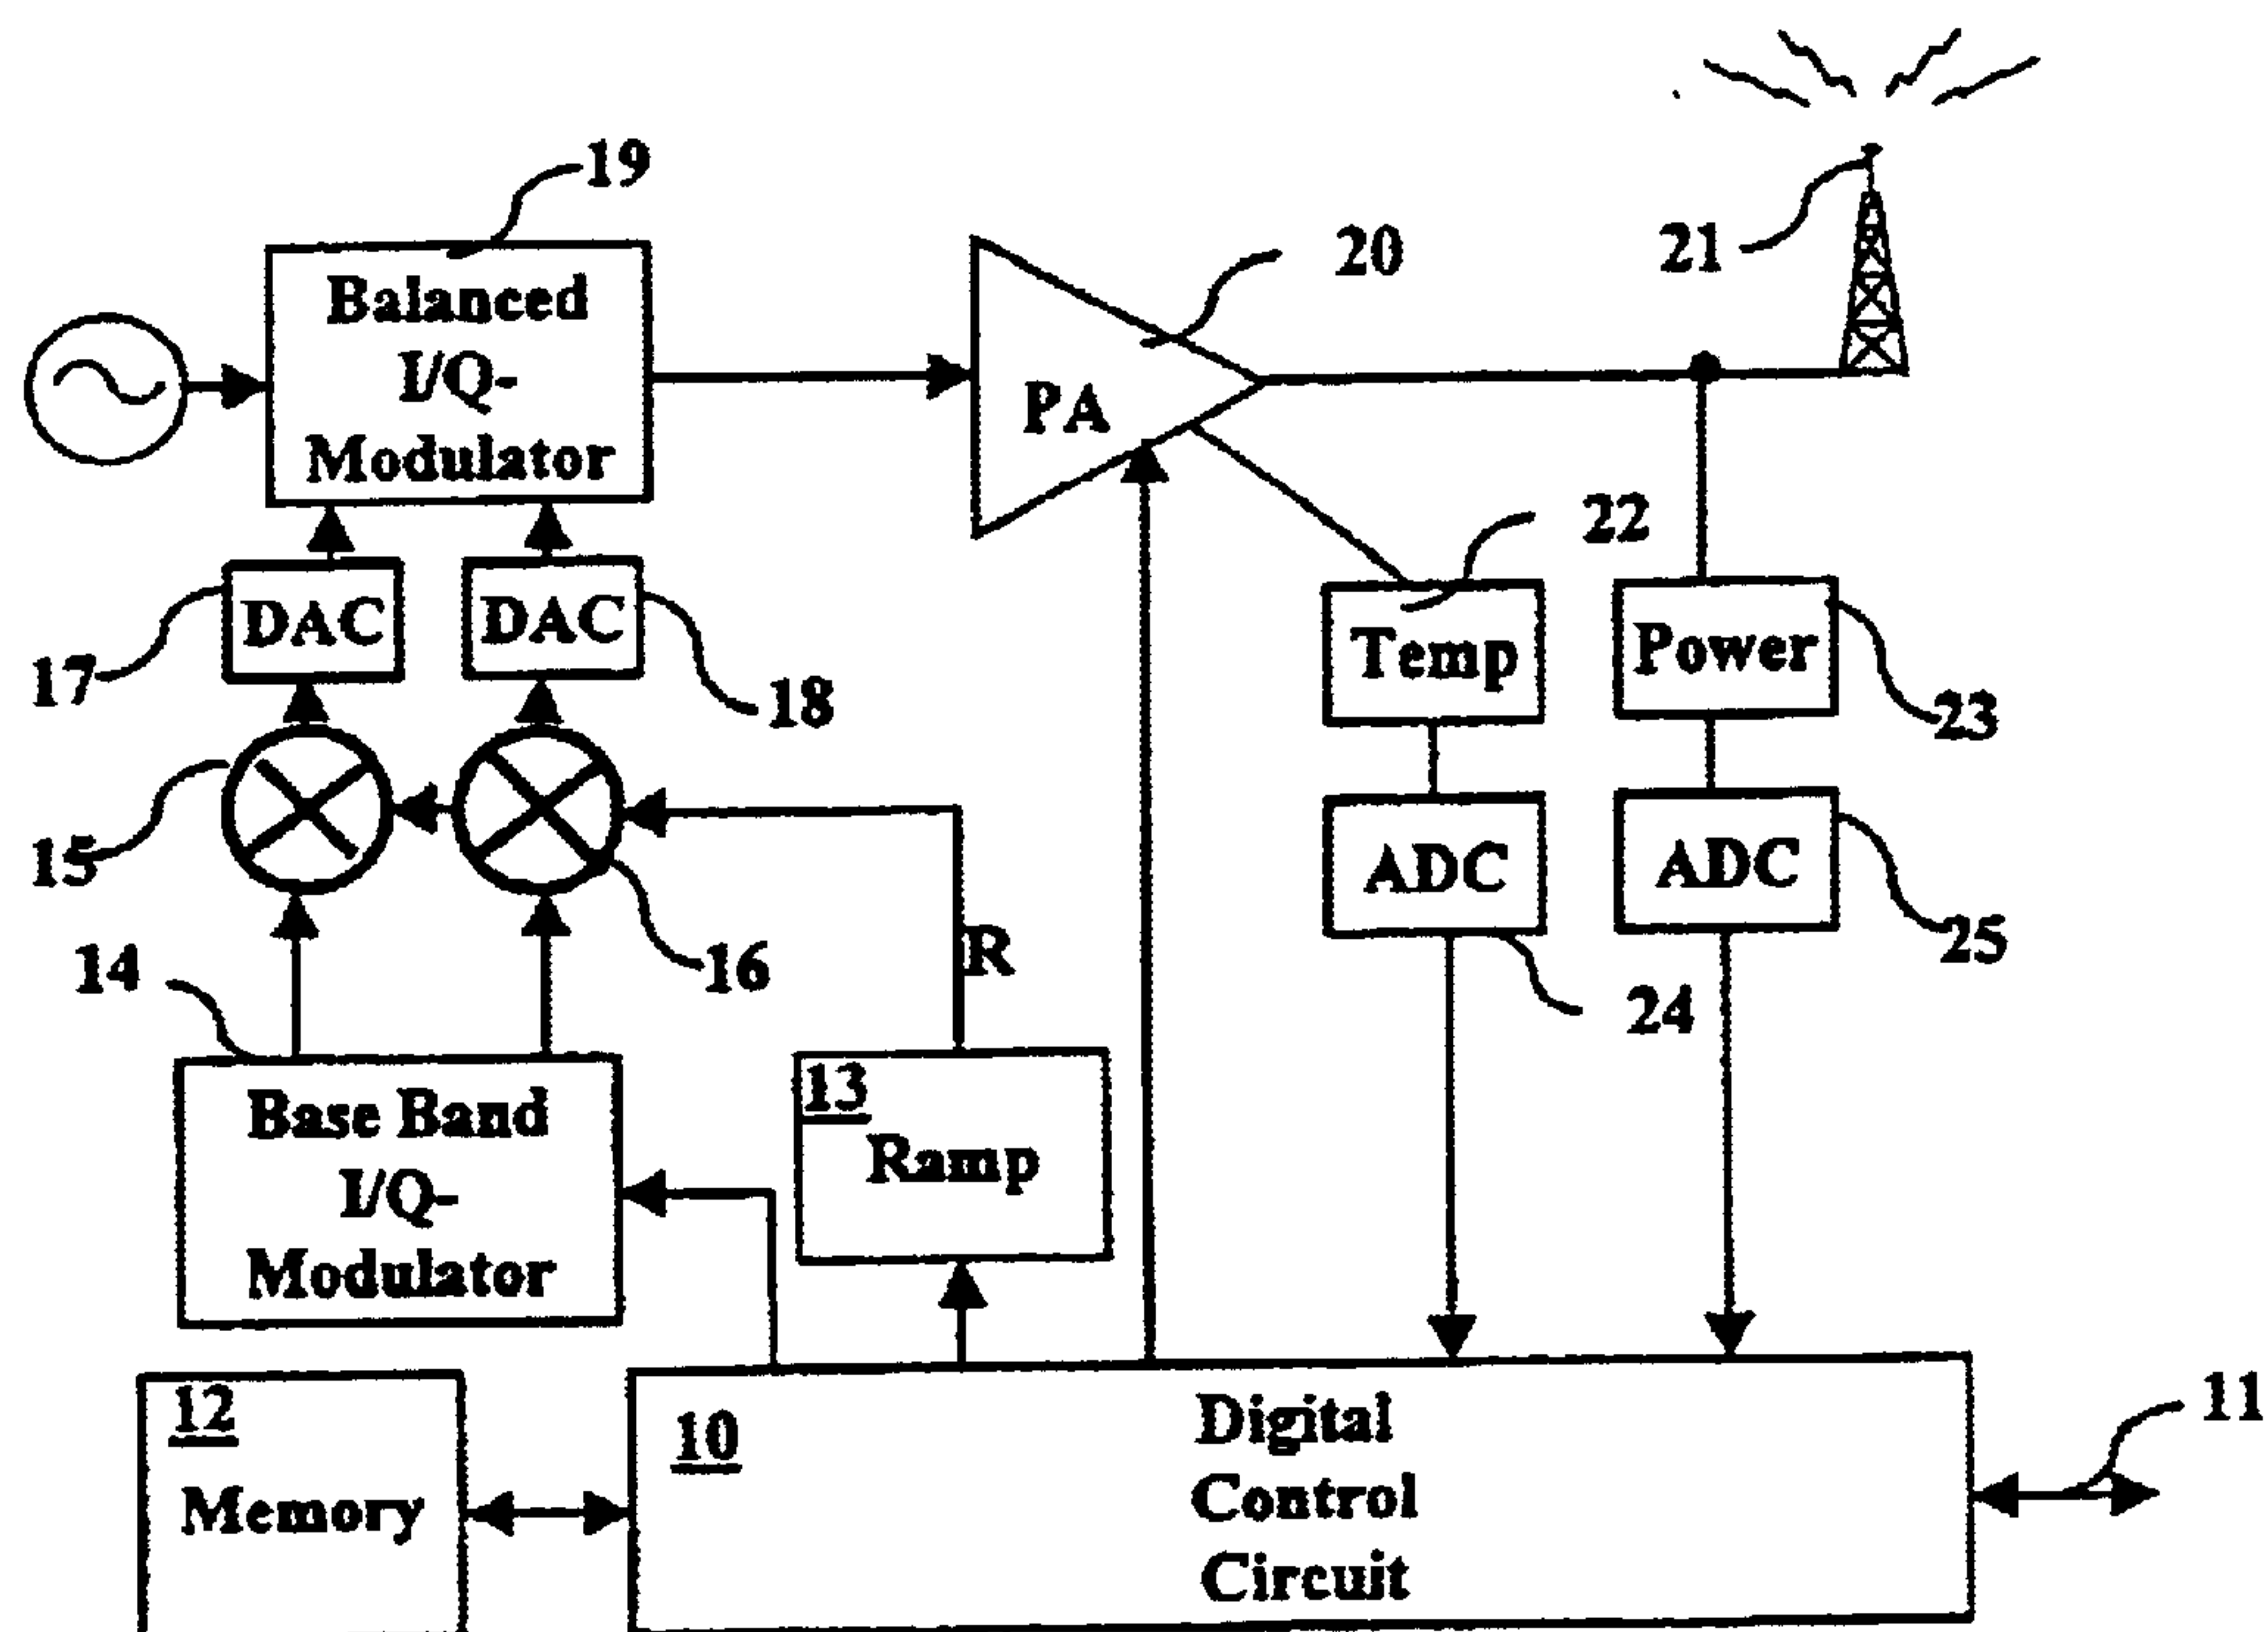 19
20
21
Balanced
I/Q-
Modulator
PA
22
DAC
DAC
Temp
Power
17
18
23
15
ADC
ADC
14
16
R
25
24
13
Ramp
Base Band
I/Q-
Modulator
12
Memory
10
Digital
Control
Circuit
11